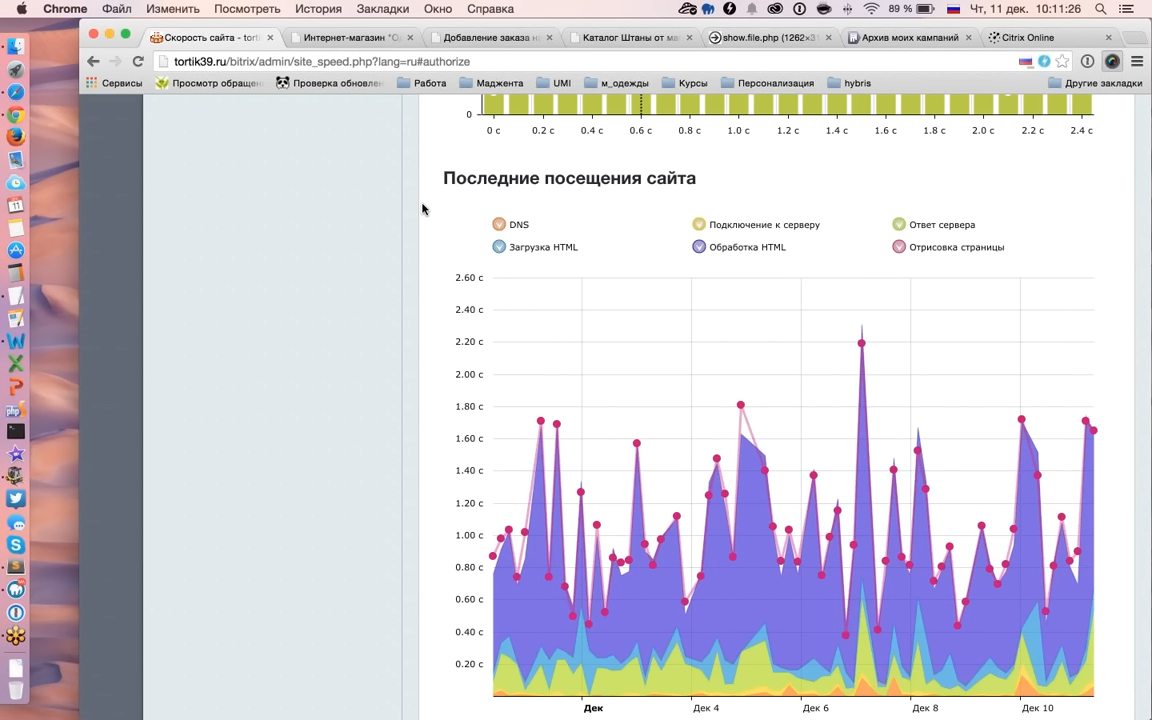 Chrome Файл Изменить Посмотреть История Закладки Окно Справка 89 % Чт, 11 дек. 10:11:26
Скорость сайта - torti Интернет-магазин "О Добавление заказа н Каталог Штаны от ма show.file.php (1262×3 Архив моих кампаний Citrix Online
tortik39.ru/bitrix/admin/site_speed.php?lang=ru#authorize
Сервисы Просмотр обращен Проверка обновлен Работа Маджента UMI м_одежды Курсы Персонализация hybris Другие закладки
0
0 с 0.2 с 0.4 с 0.6 с 0.8 с 1.0 с 1.2 с 1.4 с 1.6 с 1.8 с 2.0 с 2.2 с 2.4 с
Последние посещения сайта
DNS Подключение к серверу Ответ сервера
Загрузка HTML Обработка HTML Отрисовка страницы
2.60 с
2.40 с
2.20 с
2.00 с
1.80 с
1.60 с
1.40 с
1.20 с
1.00 с
0.80 с
0.60 с
0.40 с
0.20 с
Дек Дек 4 Дек 6 Дек 8 Дек 10